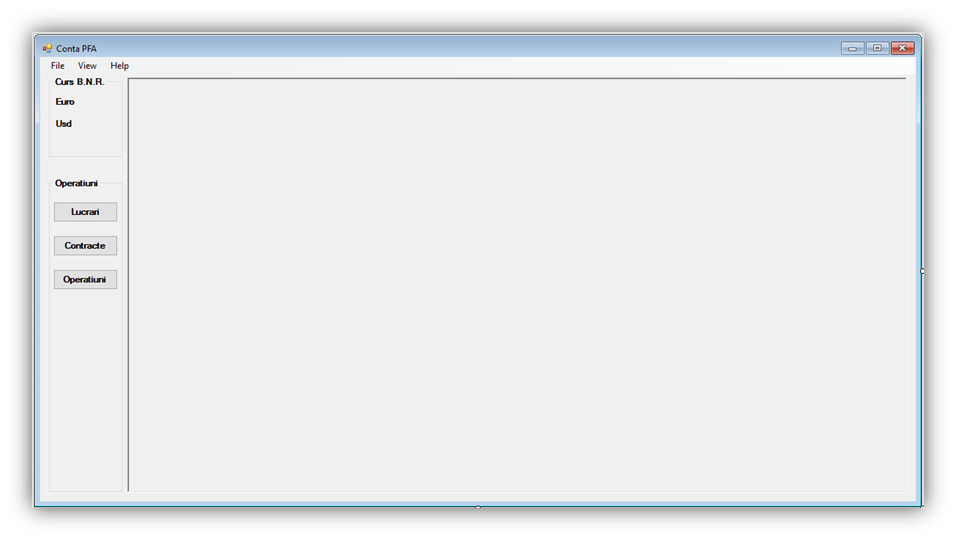 Conta PFA
File View Help
Curs B.N.R.
Euro
Usd
Operatiuni
Lucrari
Contracte
Operatiuni